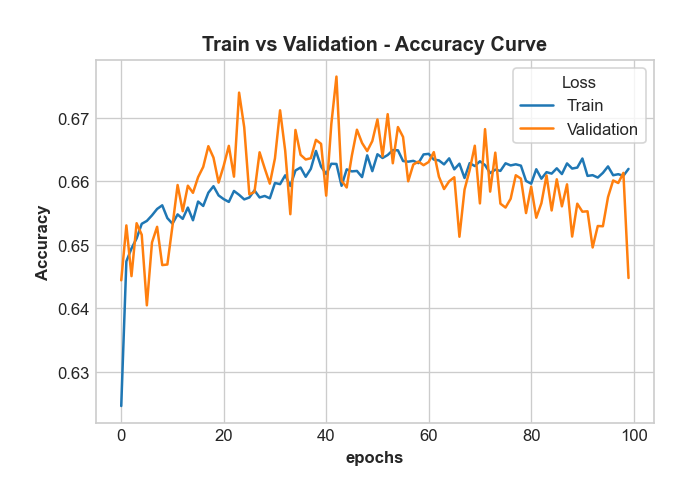 Train vs Validation - Accuracy Curve
Loss
Train
Validation
0.67
0.66
0.65
0.64
0.63
Accuracy
0
20
40
60
80
100
epochs